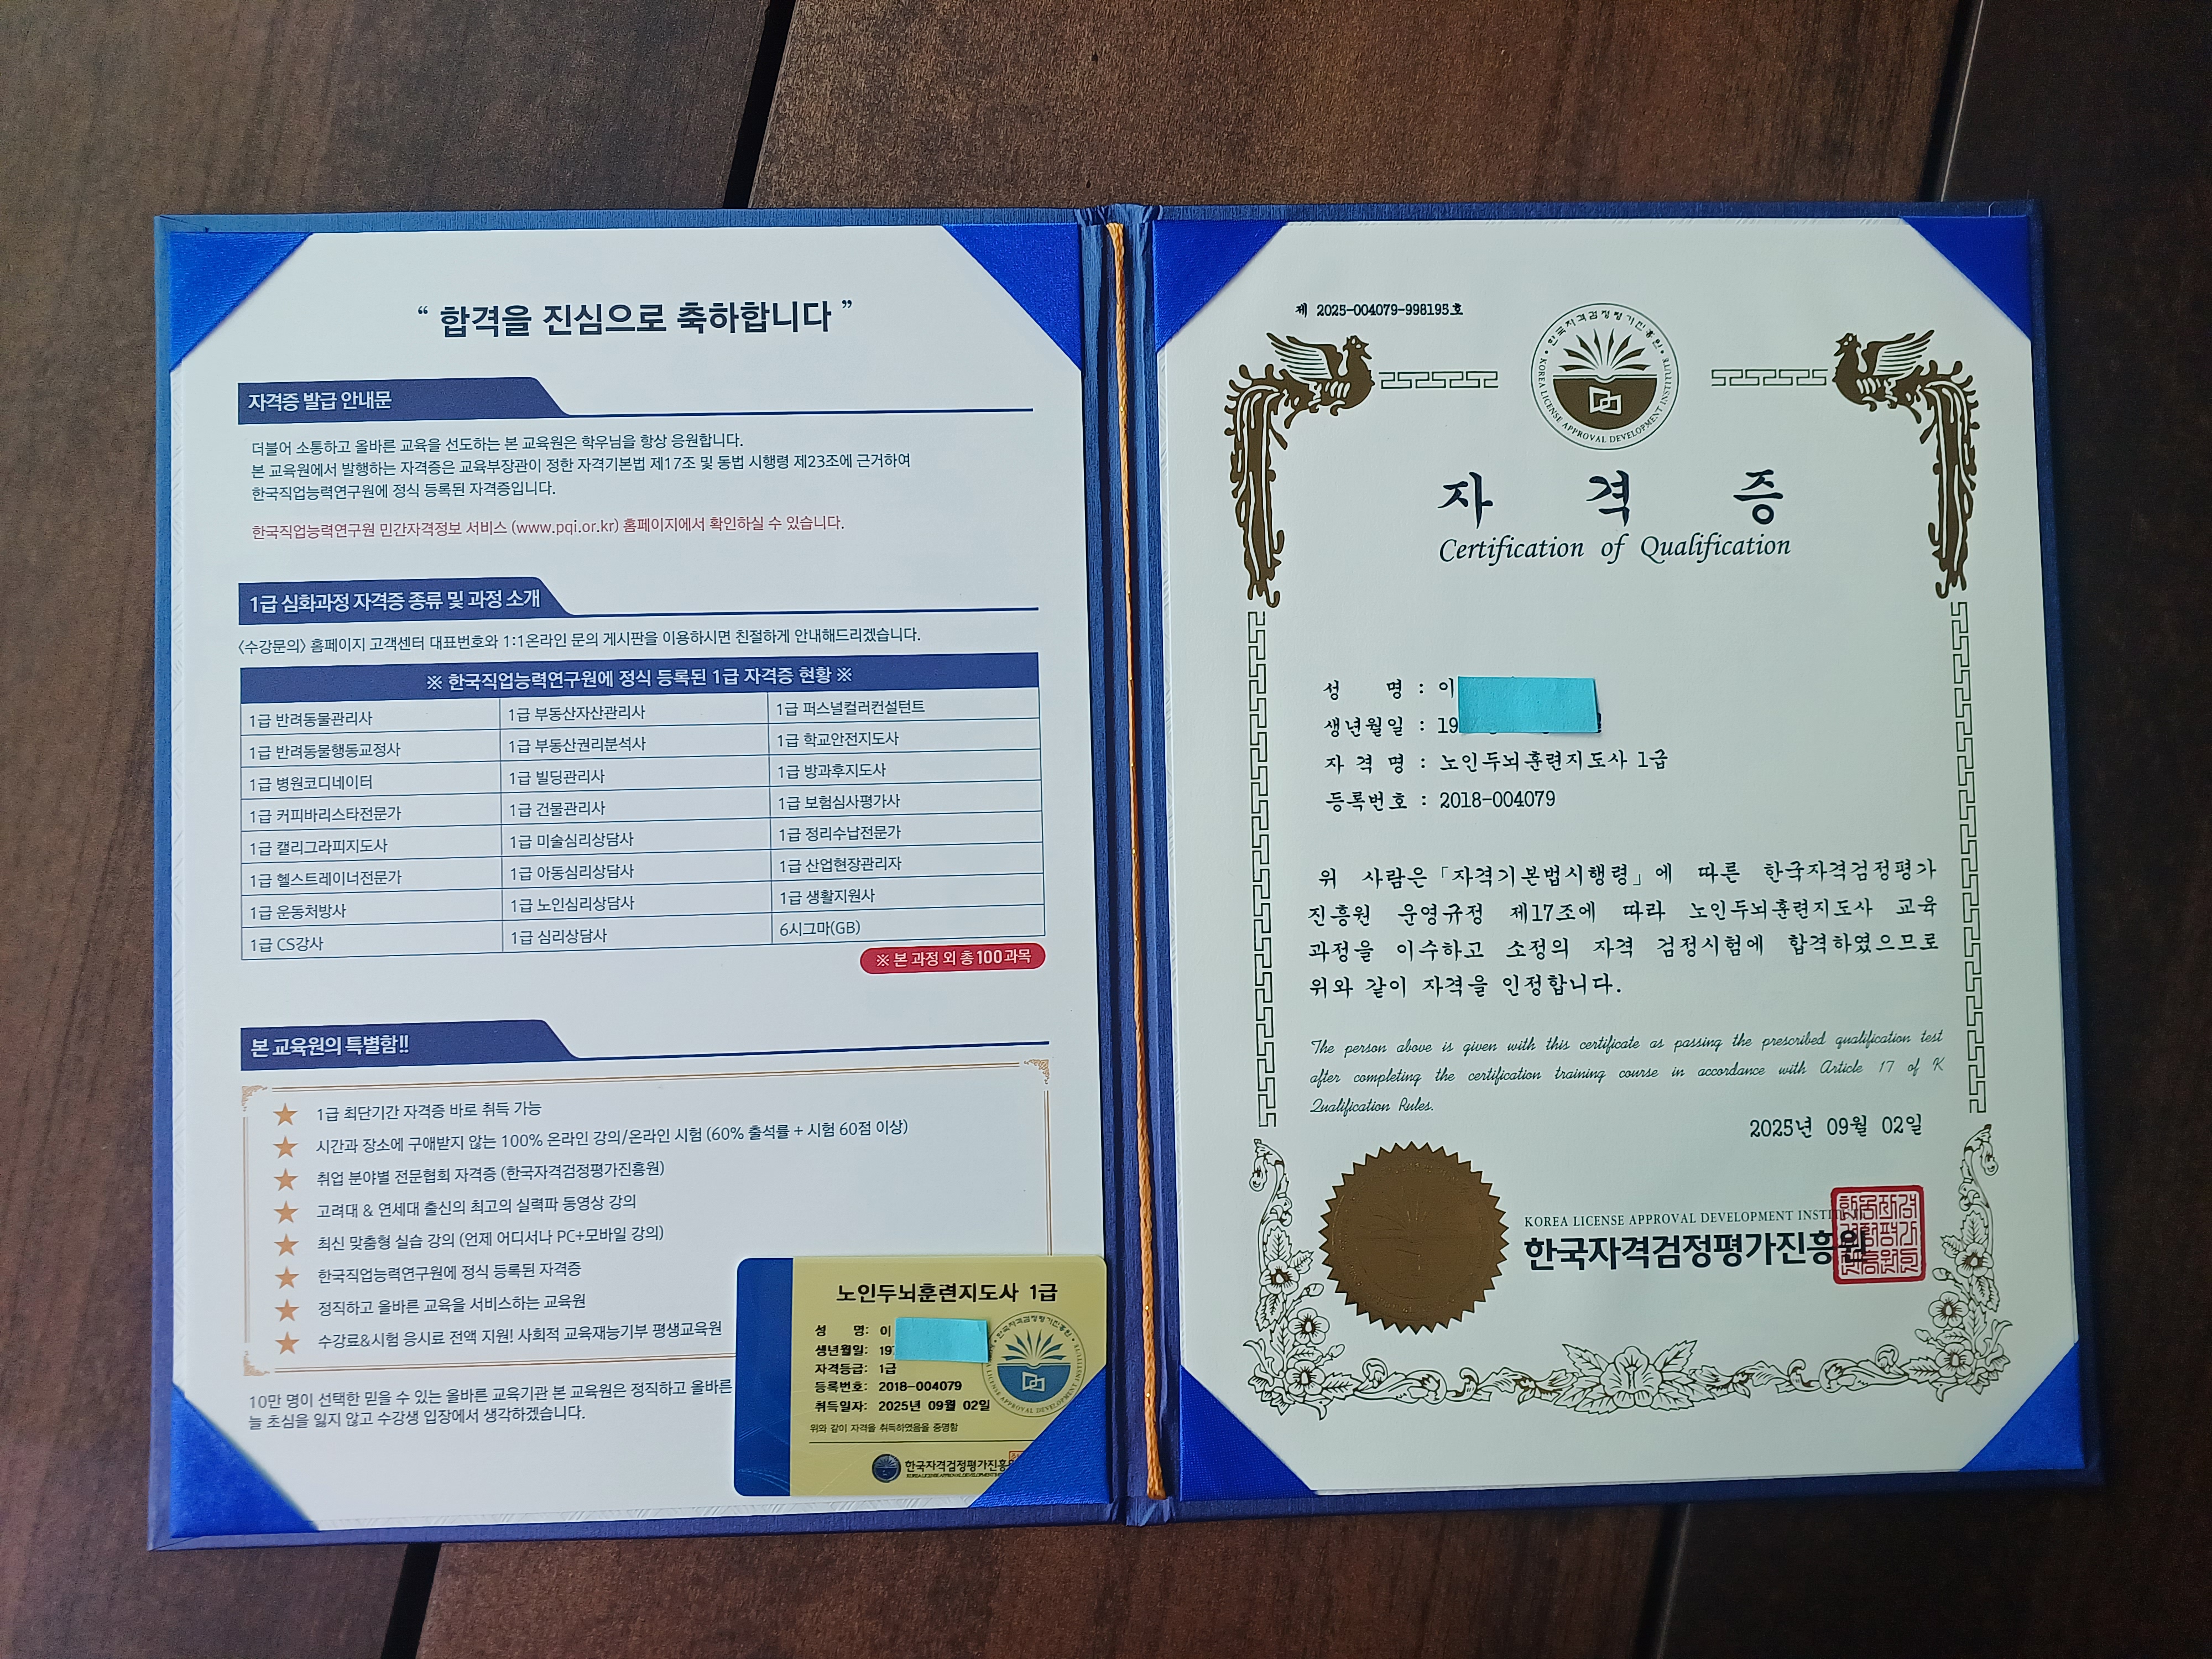 “ 합격을 진심으로 축하합니다 ”
자격증 발급 안내문
더불어 소통하고 올바른 교육을 선도하는 본 교육원은 학우님을 항상 응원합니다.
본 교육원에서 발행하는 자격증은 교육부장관이 정한 자격기본법 제17조 및 동법 시행령 제23조에 근거하여
한국직업능력연구원에 정식 등록된 자격증입니다.
한국직업능력연구원 민간자격정보 서비스 (www.pqi.or.kr) 홈페이지에서 확인하실 수 있습니다.
1급 심화과정 자격증 종류 및 과정 소개
〈수강문의〉 홈페이지 고객센터 대표번호와 1:1온라인 문의 게시판을 이용하시면 친절하게 안내해드리겠습니다.
※ 한국직업능력연구원에 정식 등록된 1급 자격증 현황 ※
1급 반려동물관리사 1급 부동산자산관리사 1급 퍼스널컬러컨설턴트
1급 반려동물행동교정사 1급 부동산권리분석사 1급 학교안전지도사
1급 병원코디네이터 1급 빌딩관리사 1급 방과후지도사
1급 커피바리스타전문가 1급 건물관리사 1급 보험심사평가사
1급 캘리그라피지도사 1급 미술심리상담사 1급 정리수납전문가
1급 헬스트레이너전문가 1급 아동심리상담사 1급 산업현장관리자
1급 운동처방사 1급 노인심리상담사 1급 생활지원사
1급 CS강사 1급 심리상담사 6시그마(GB)
※ 본 과정 외 총 100과목
본 교육원의 특별함!!
1급 최단기간 자격증 바로 취득 가능
시간과 장소에 구애받지 않는 100% 온라인 강의/온라인 시험 (60% 출석률 + 시험 60점 이상)
취업 분야별 전문협회 자격증 (한국자격검정평가진흥원)
고려대 & 연세대 출신의 최고의 실력파 동영상 강의
최신 맞춤형 실습 강의 (언제 어디서나 PC+모바일 강의)
한국직업능력연구원에 정식 등록된 자격증
정직하고 올바른 교육을 서비스하는 교육원
수강료&시험 응시료 전액 지원! 사회적 교육재능기부 평생교육원
10만 명이 선택한 믿을 수 있는 올바른 교육기관 본 교육원은 정직하고 올바른
늘 초심을 잃지 않고 수강생 입장에서 생각하겠습니다.
노인두뇌훈련지도사 1급
성 명: 이
생년월일: 19
자격등급: 1급
등록번호: 2018-004079
취득일자: 2025년 09월 02일
위와 같이 자격을 취득하였음을 증명함
한국자격검정평가진흥
제 2025-004079-998195호
한국자격검정평가진흥원
KOREA LICENSE APPROVAL DEVELOPMENT INSTITUTE
자 격 증
Certification of Qualification
성 명 : 이
생년월일 : 19
자 격 명 : 노인두뇌훈련지도사 1급
등록번호 : 2018-004079
위 사람은「자격기본법시행령」에 따른 한국자격검정평가
진흥원 운영규정 제17조에 따라 노인두뇌훈련지도사 교육
과정을 이수하고 소정의 자격 검정시험에 합격하였으므로
위와 같이 자격을 인정합니다.
The person above is given with this certificate as passing the prescribed qualification test
after completing the certification training course in accordance with Article 17 of K
Qualification Rules.
2025년 09월 02일
KOREA LICENSE APPROVAL DEVELOPMENT
한국자격검정평가진흥원